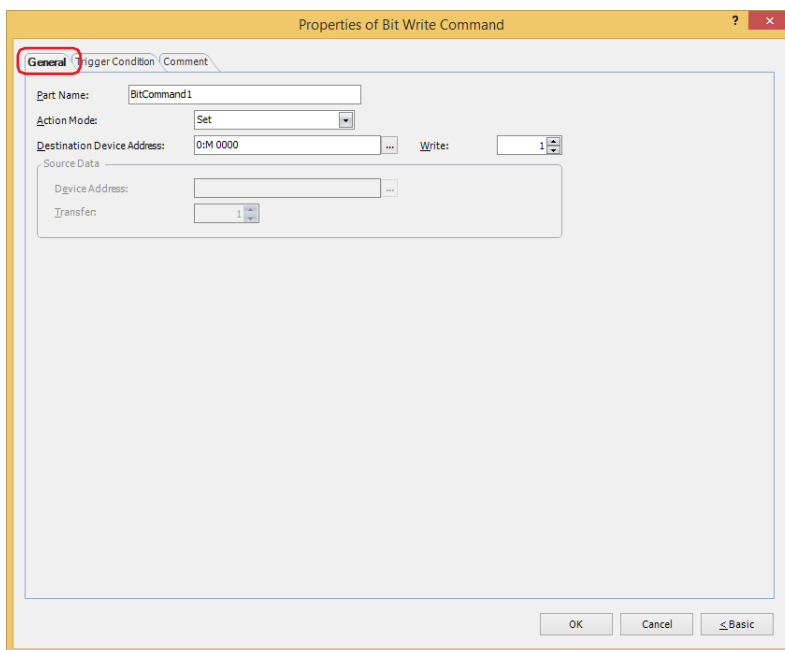 Properties of Bit Write Command ? ×
General Trigger Condition Comment
Part Name: BitCommand1
Action Mode: Set
Destination Device Address: 0:M 0000 ... Write: 1
Source Data
Device Address: ...
Transfer: 1
OK Cancel < Basic